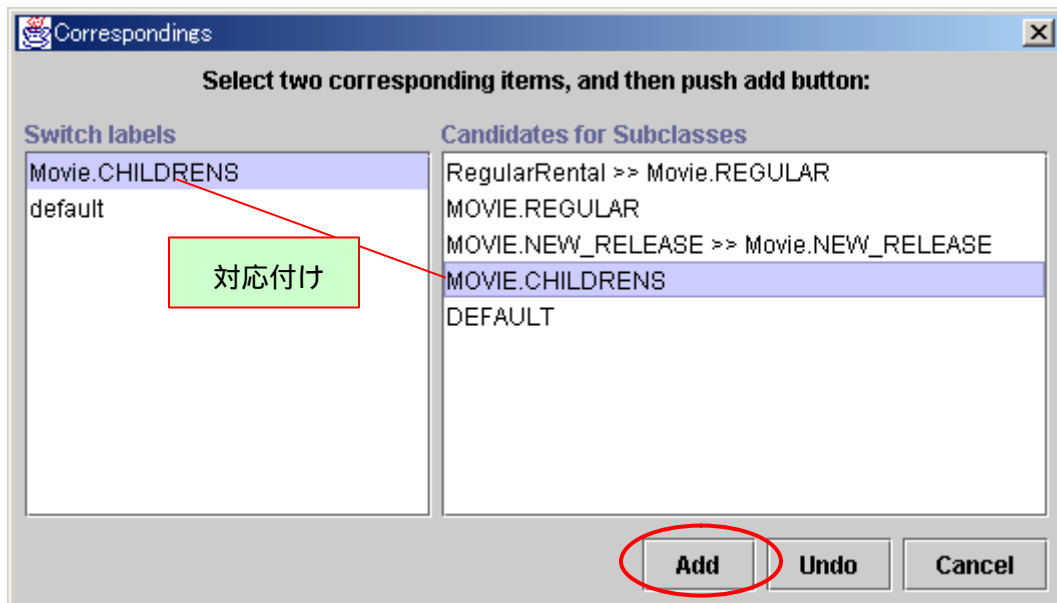 Correspondings
Select two corresponding items, and then push add button:
Switch labels
Movie.CHILDRENS
default
対応付け
Candidates for Subclasses
RegularRental >> Movie.REGULAR
MOVIE.REGULAR
MOVIE.NEW_RELEASE >> Movie.NEW_RELEASE
MOVIE.CHILDRENS
DEFAULT
Add
Undo
Cancel